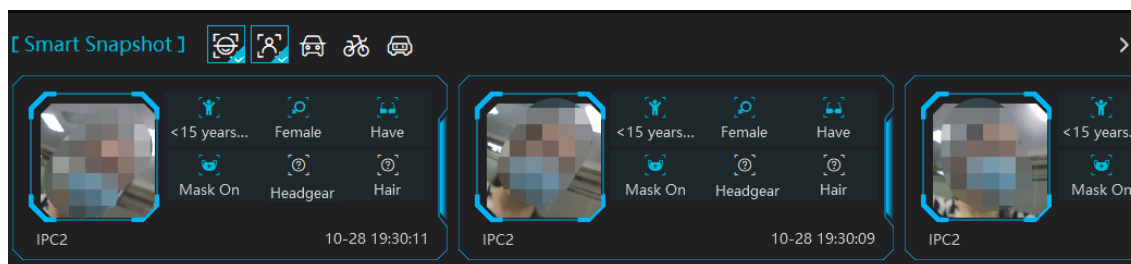 [ Smart Snapshot ]
<15 years... Female Have
Mask On Headgear Hair
IPC2 10-28 19:30:11
<15 years... Female Have
Mask On Headgear Hair
IPC2 10-28 19:30:09
<15 years.
Mask On
IPC2